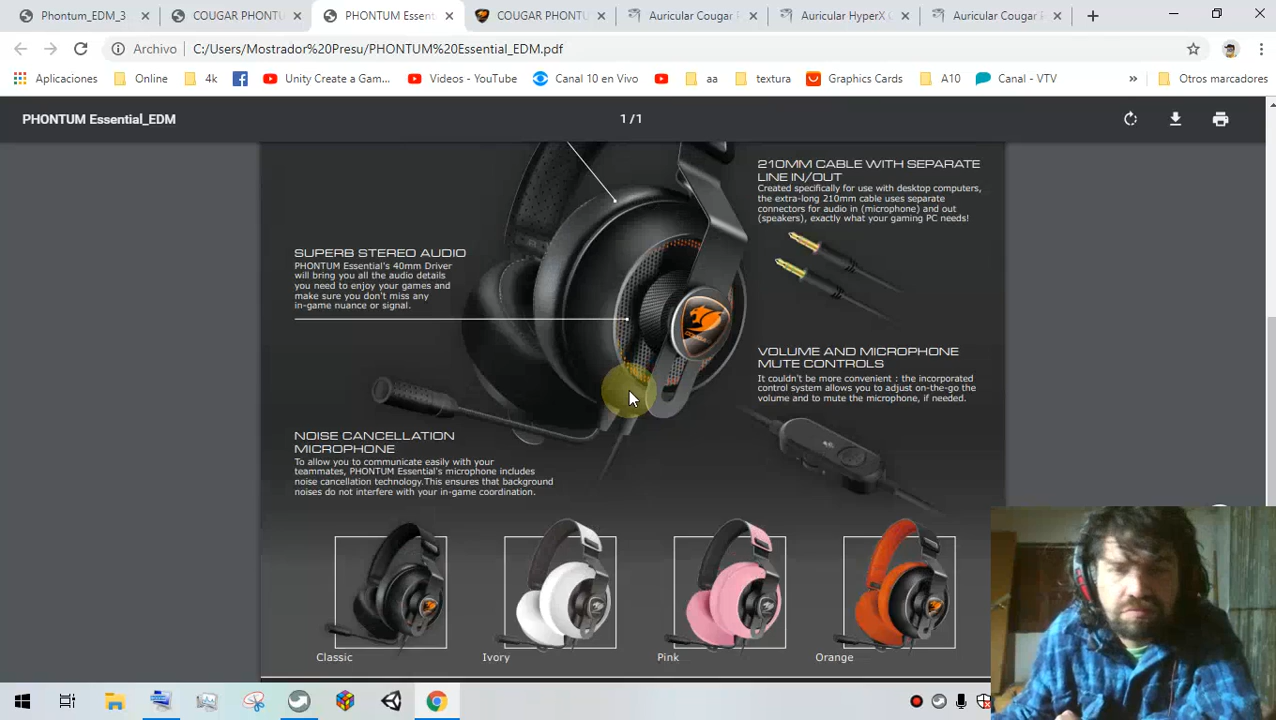 Phontum_EDM_3
COUGAR PHONTU
PHONTUM Essent
COUGAR PHONTU
Auricular Cougar
Auricular HyperX
Auricular Cougar
Archivo
C:/Users/Mostrador%20Presu/PHONTUM%20Essential_EDM.pdf
Aplicaciones
Online
4k
Unity Create a Gam...
Videos - YouTube
Canal 10 en Vivo
aa
textura
Graphics Cards
A10
Canal - VTV
»
Otros marcadores
PHONTUM Essential_EDM
1 / 1
210MM CABLE WITH SEPARATE
LINE IN/OUT
Created specifically for use with desktop computers,
the extra-long 210mm cable uses separate
connectors for audio in (microphone) and out
(speakers), exactly what your gaming PC needs!
SUPERB STEREO AUDIO
PHONTUM Essential's 40mm Driver
will bring you all the audio details
you need to enjoy your games and
make sure you don't miss any
in-game nuance or signal.
VOLUME AND MICROPHONE
MUTE CONTROLS
It couldn't be more convenient : the incorporated
control system allows you to adjust on-the-go the
volume and to mute the microphone, if needed.
NOISE CANCELLATION
MICROPHONE
To allow you to communicate easily with your
teammates, PHONTUM Essential's microphone includes
noise cancellation technology.This ensures that background
noises do not interfere with your in-game coordination.
Classic
Ivory
Pink
Orange